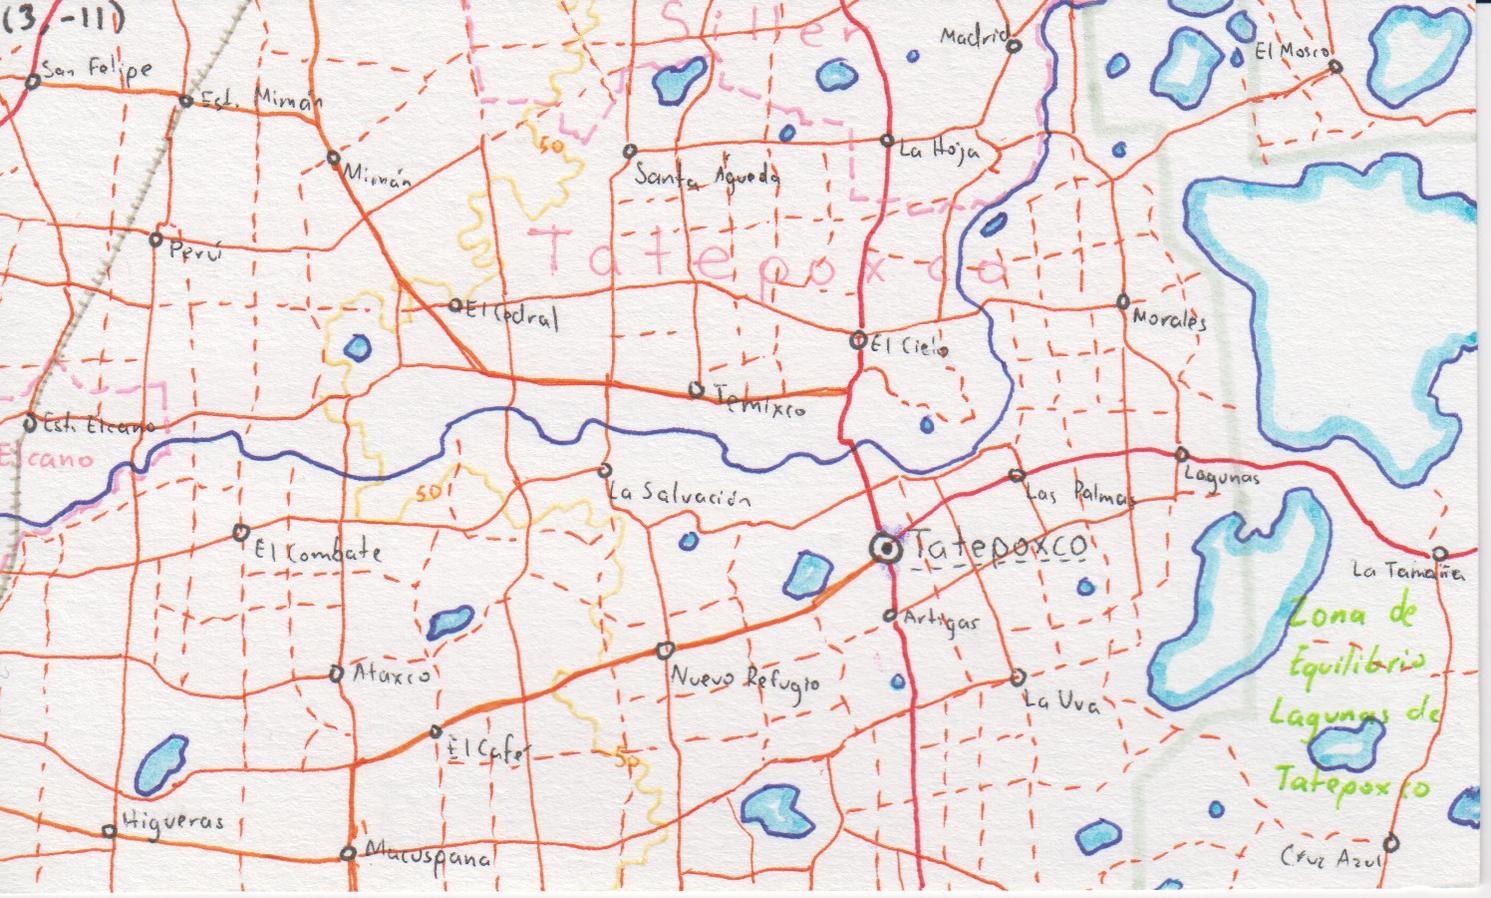 (3, -11)
Siller
Madrid
El Mosco
San Felipe
Est. Mimán
50
La Hoja
Mimán
Santa Águeda
Perú
Tatepoxco
El Cedral
Morales
El Cielo
Temixco
Est. Elcano
Elcano
Lagunas
50
La Salvación
Las Palmas
El Combate
Tatepoxco
La Tamaña
Artigas
Zona de
Equilibrio
Lagunas de
Tatepoxco
Ataxco
Nuevo Refugio
La Uva
El Café
50
Higueras
Macuspana
Cruz Azul